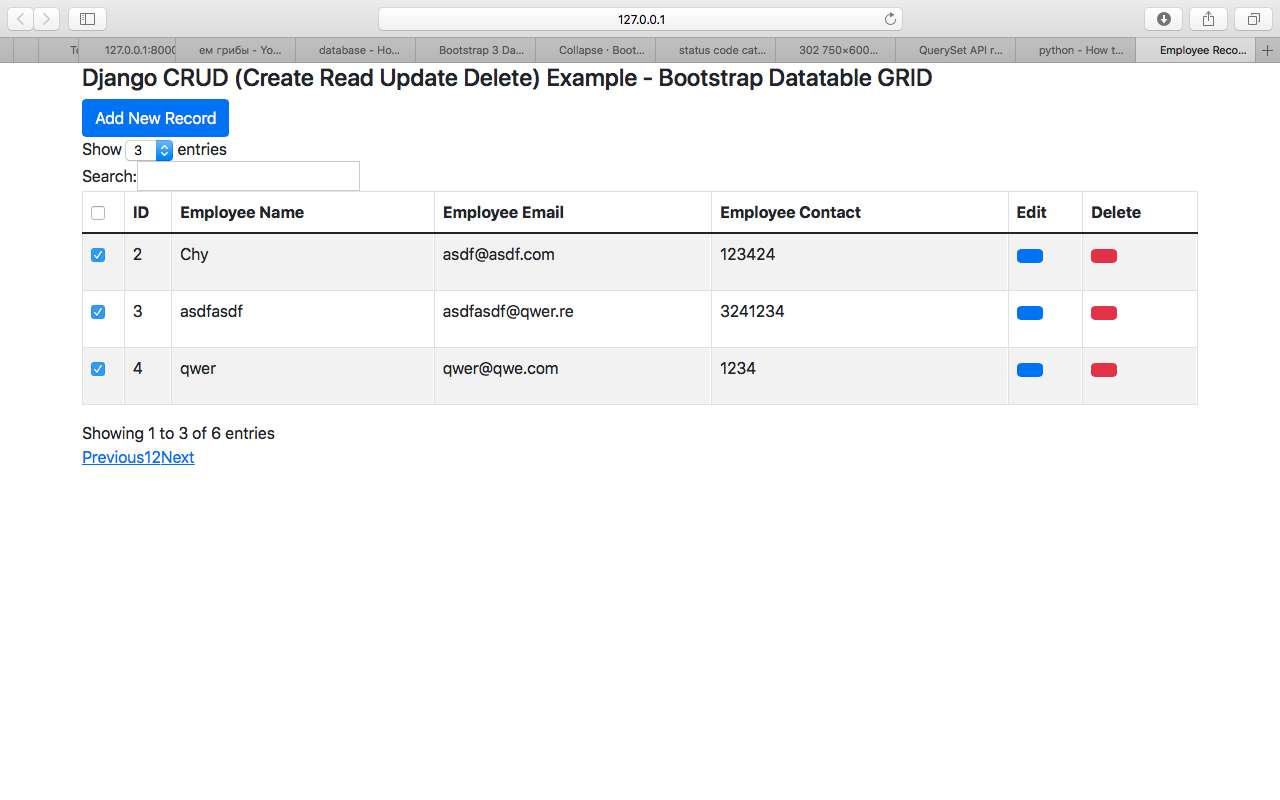 127.0.0.1
To 127.0.0.1:8000 ем грибы - Yo... database - Ho... Bootstrap 3 Da... Collapse · Boot... status code cat... 302 750×600... QuerySet API r... python - How t... Employee Reco...
Django CRUD (Create Read Update Delete) Example - Bootstrap Datatable GRID
Add New Record
Show 3 entries
Search:
ID Employee Name Employee Email Employee Contact Edit Delete
2 Chy asdf@asdf.com 123424
3 asdfasdf asdfasdf@qwer.re 3241234
4 qwer qwer@qwe.com 1234
Showing 1 to 3 of 6 entries
Previous12Next